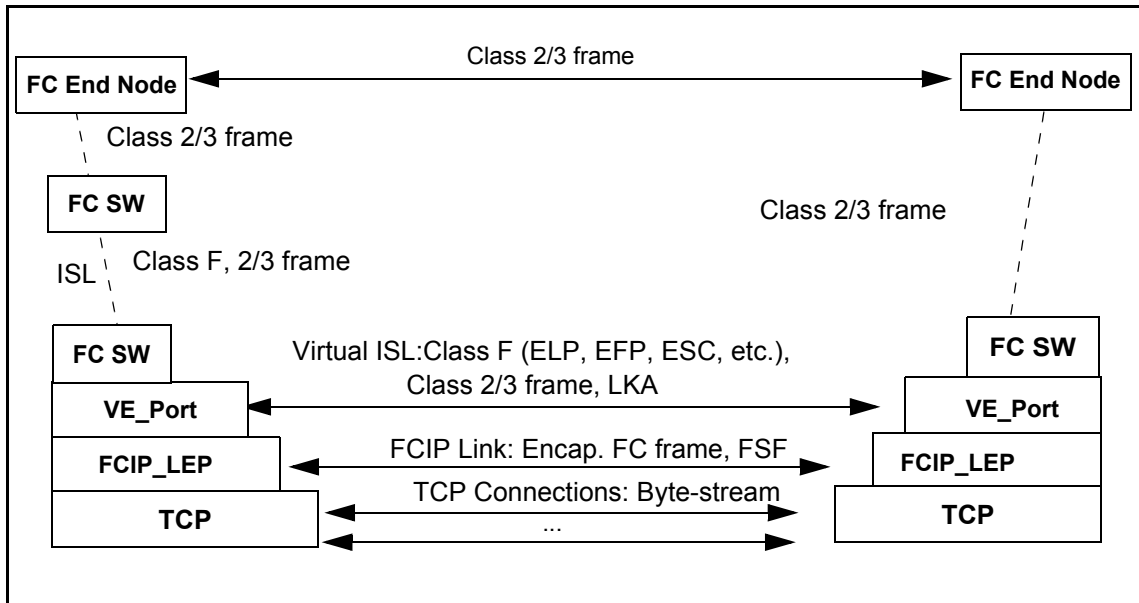 Class 2/3 frame
FC End Node
FC End Node
Class 2/3 frame
FC SW
Class 2/3 frame
Class F, 2/3 frame
ISL
FC SW
FC SW
Virtual ISL:Class F (ELP, EFP, ESC, etc.),
Class 2/3 frame, LKA
VE_Port
VE_Port
FCIP Link: Encap. FC frame, FSF
FCIP_LEP
FCIP_LEP
TCP Connections: Byte-stream
TCP
TCP
...